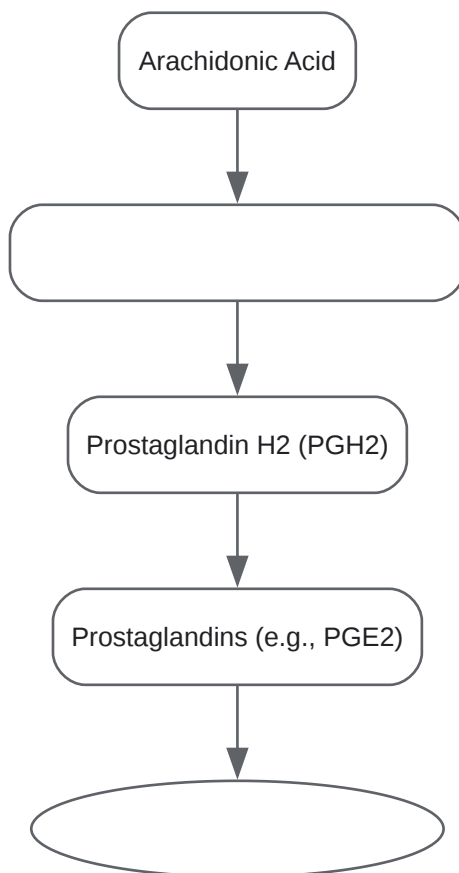 Arachidonic Acid
Prostaglandin H2 (PGH2)
Prostaglandins (e.g., PGE2)